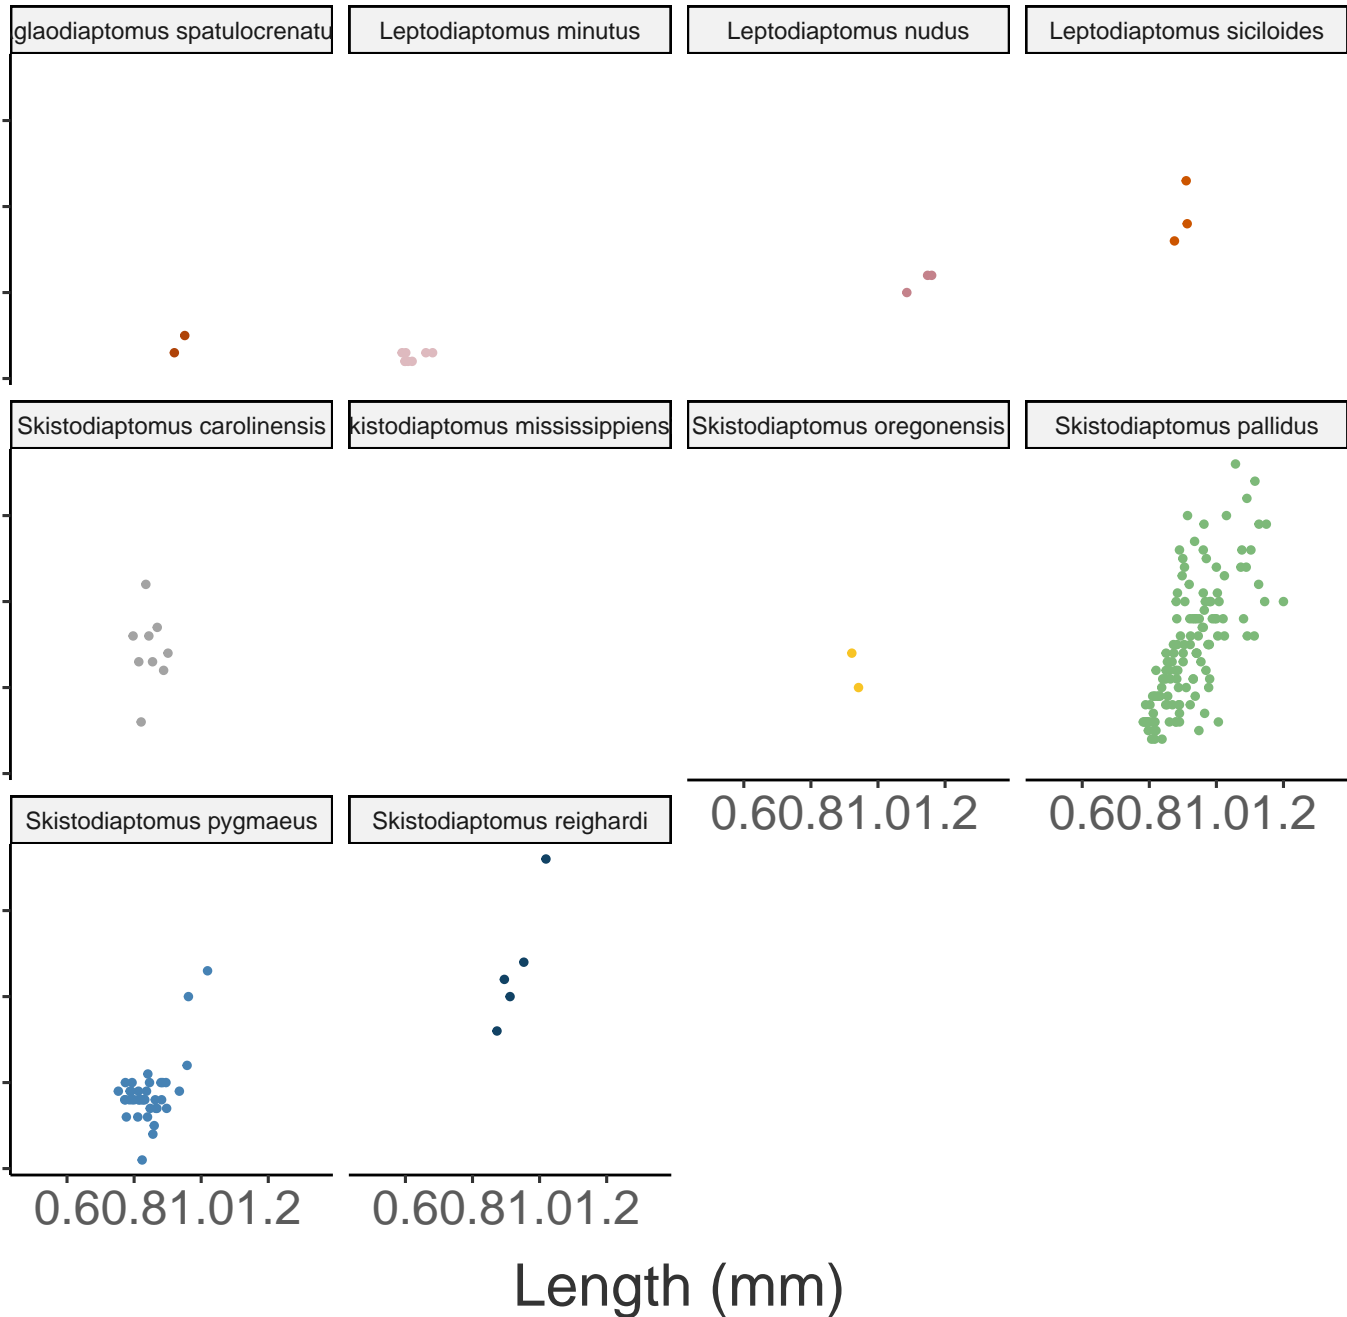 glaodiaptomus spatulocrenatu
Leptodiaptomus minutus
Leptodiaptomus nudus
Leptodiaptomus siciloides
Skistodiaptomus carolinensis
kistodiaptomus mississippiens
Skistodiaptomus oregonensis
Skistodiaptomus pallidus
0.60.81.01.2
0.60.81.01.2
Skistodiaptomus pygmaeus
Skistodiaptomus reighardi
0.60.81.01.2
0.60.81.01.2
Length (mm)